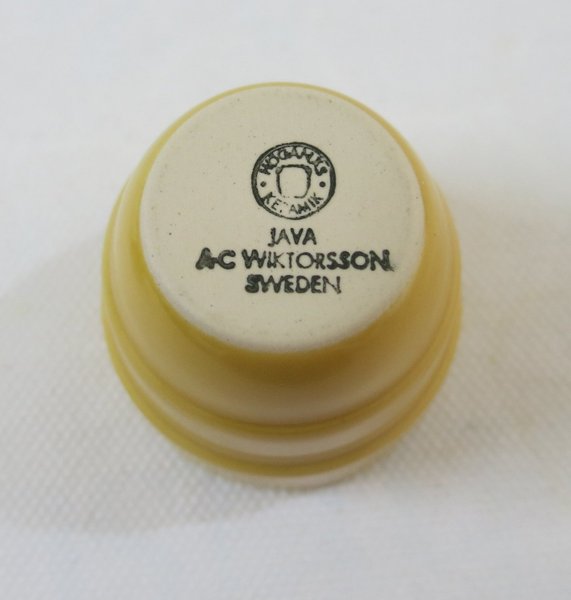 HÖGANÄS
KERAMIK
JAVA
A-C WIKTORSSON
SWEDEN